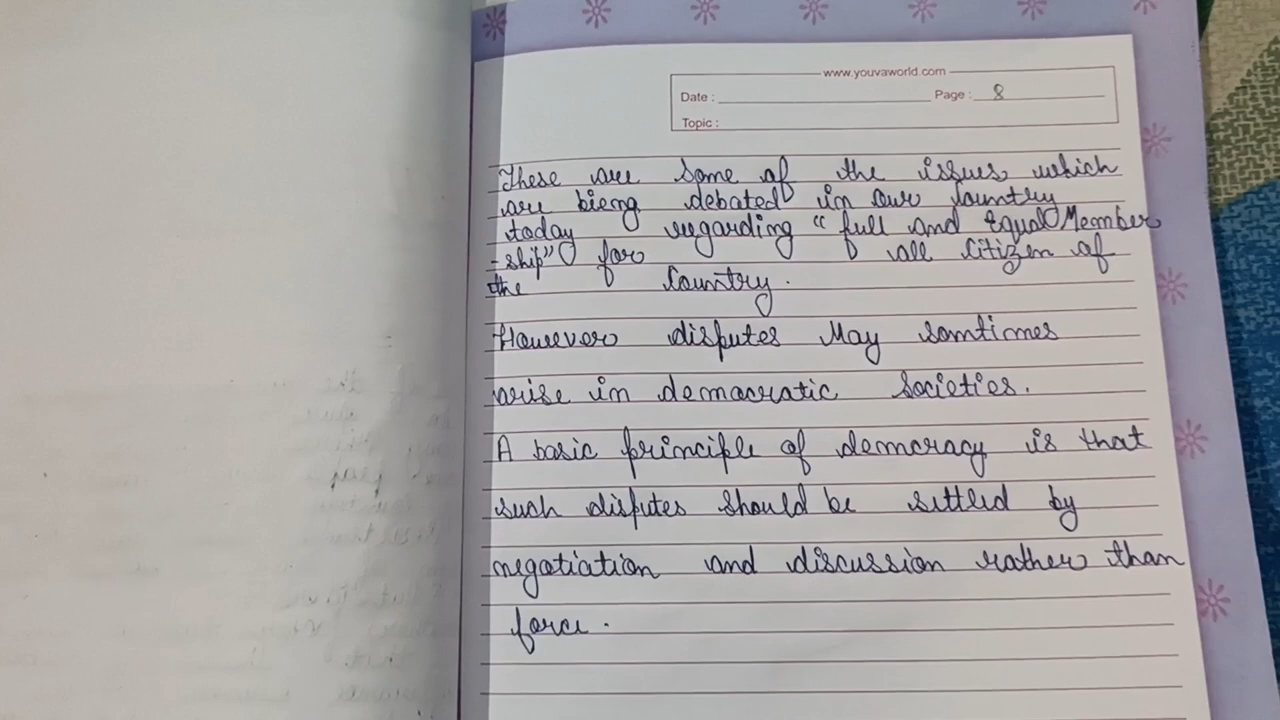 www.youvaworld.com
Date :
Page : 8
Topic :
These are some of the issues which
are bieng debated in our country
today regarding "full and Equal Member
-ship" for all Citizen of
the Country.
However disputes May somtimes
arise in democratic Societies.
A basic principle of demcracy is that
such disputes should be settled by
negotiation and discussion rather than
force.